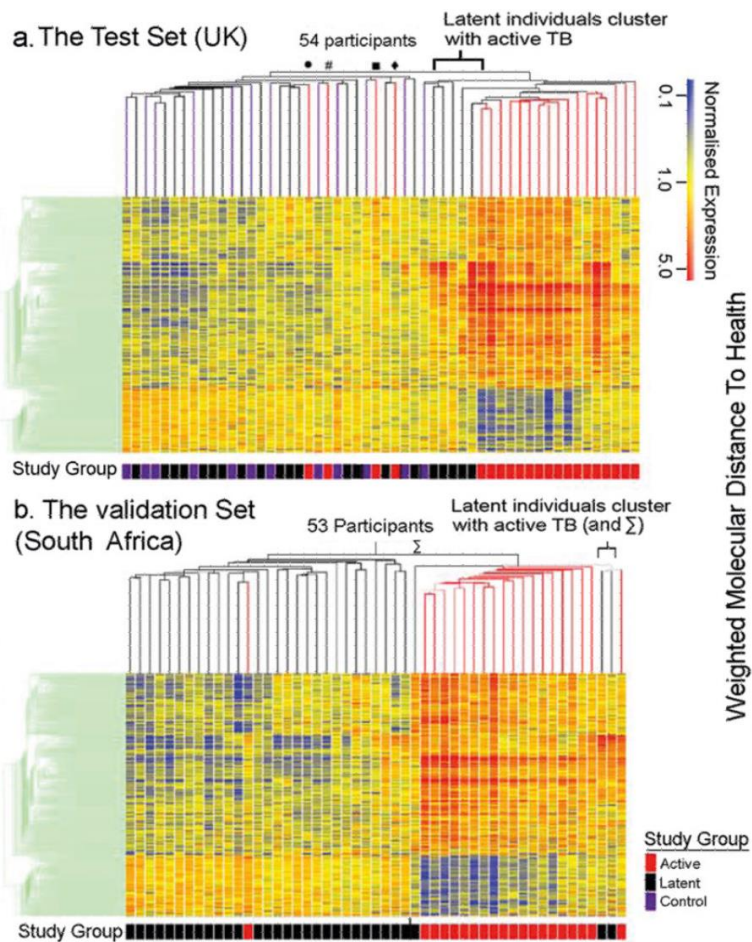 a. The Test Set (UK)
54 participants
Latent individuals cluster
with active TB
● # ■ ♦
0.1
1.0
5.0
Normalised Expression
Study Group
Weighted Molecular Distance To Health
b. The validation Set
(South Africa)
53 Participants
Latent individuals cluster
with active TB (and ∑)
∑
Study Group
Study Group
Active
Latent
Control